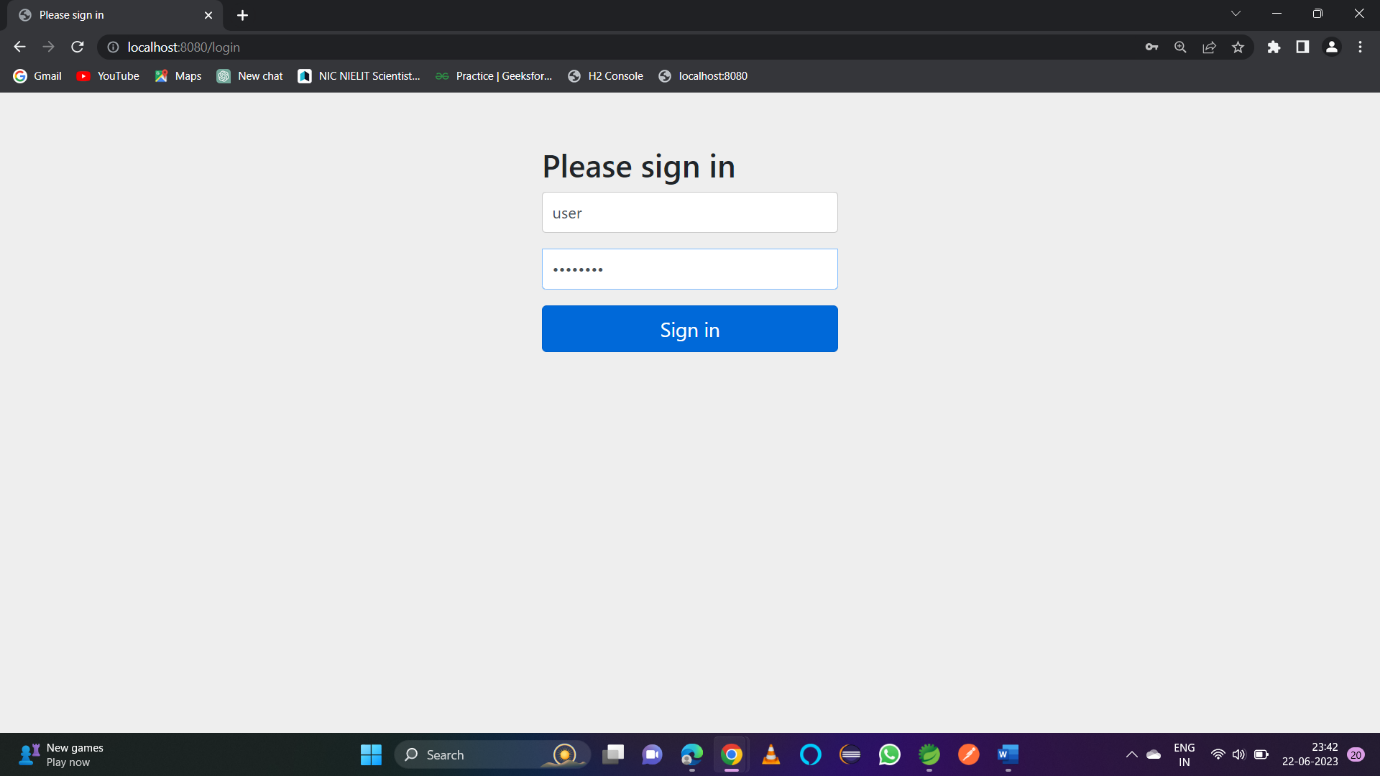 Please sign in
localhost:8080/login
Gmail
YouTube
Maps
New chat
NIC NIELIT Scientist...
Practice | Geeksfor...
H2 Console
localhost:8080
Please sign in
user
••••••••
Sign in
New games
Play now
Search
ENG
IN
23:42
22-06-2023
20